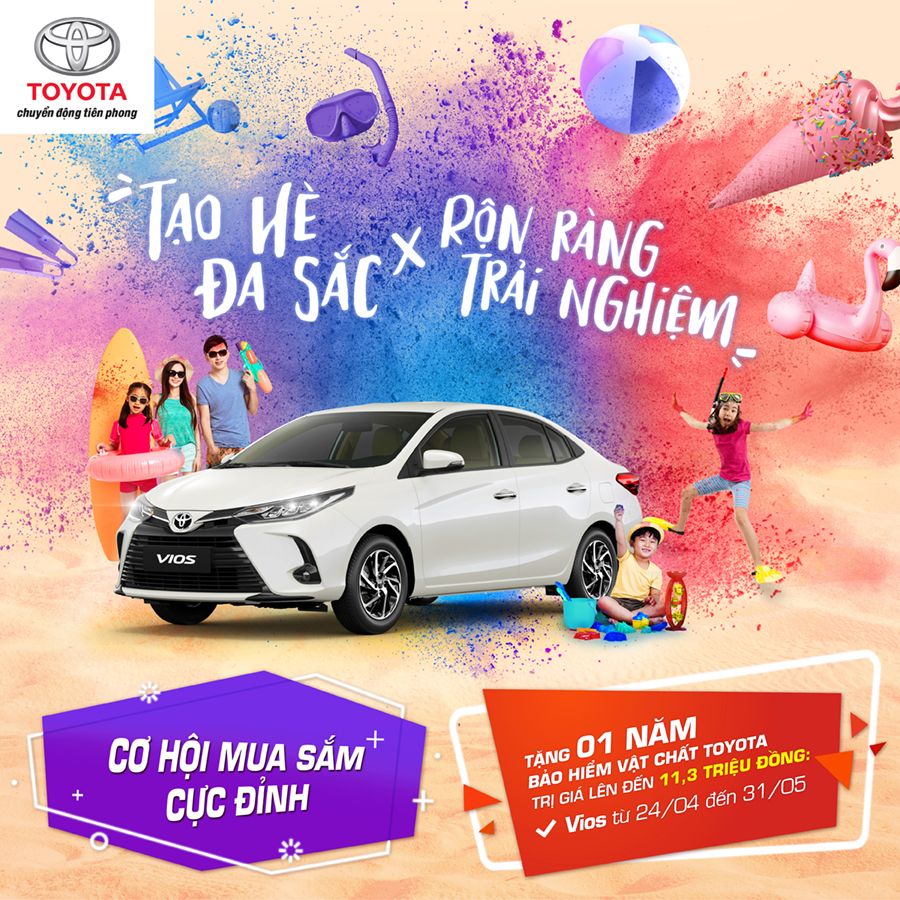 TOYOTA
chuyển động tiên phong
TẠO HÈ
ĐA SẮC
X
RỘN RÀNG
TRẢI NGHIỆM
VIOS
CƠ HỘI MUA SẮM
CỰC ĐỈNH
TẶNG 01 NĂM
BẢO HIỂM VẬT CHẤT TOYOTA
TRỊ GIÁ LÊN ĐẾN 11,3 TRIỆU ĐỒNG:
✓ Vios từ 24/04 đến 31/05